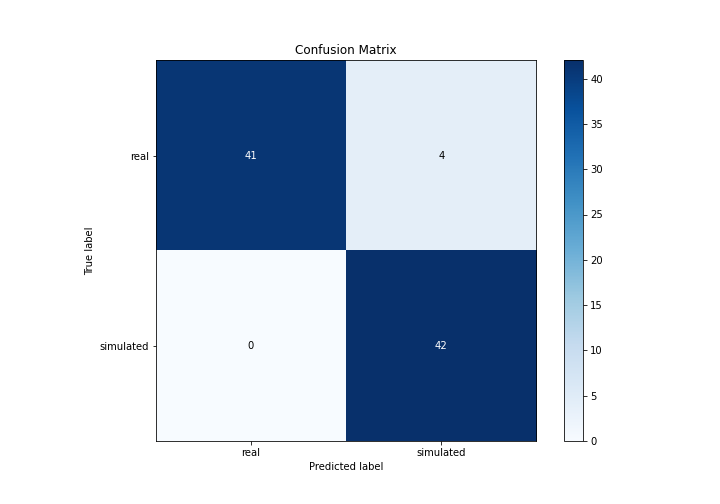 Confusion Matrix
True label
real
41
4
simulated
0
42
real
simulated
Predicted label
40
35
30
25
20
15
10
5
0